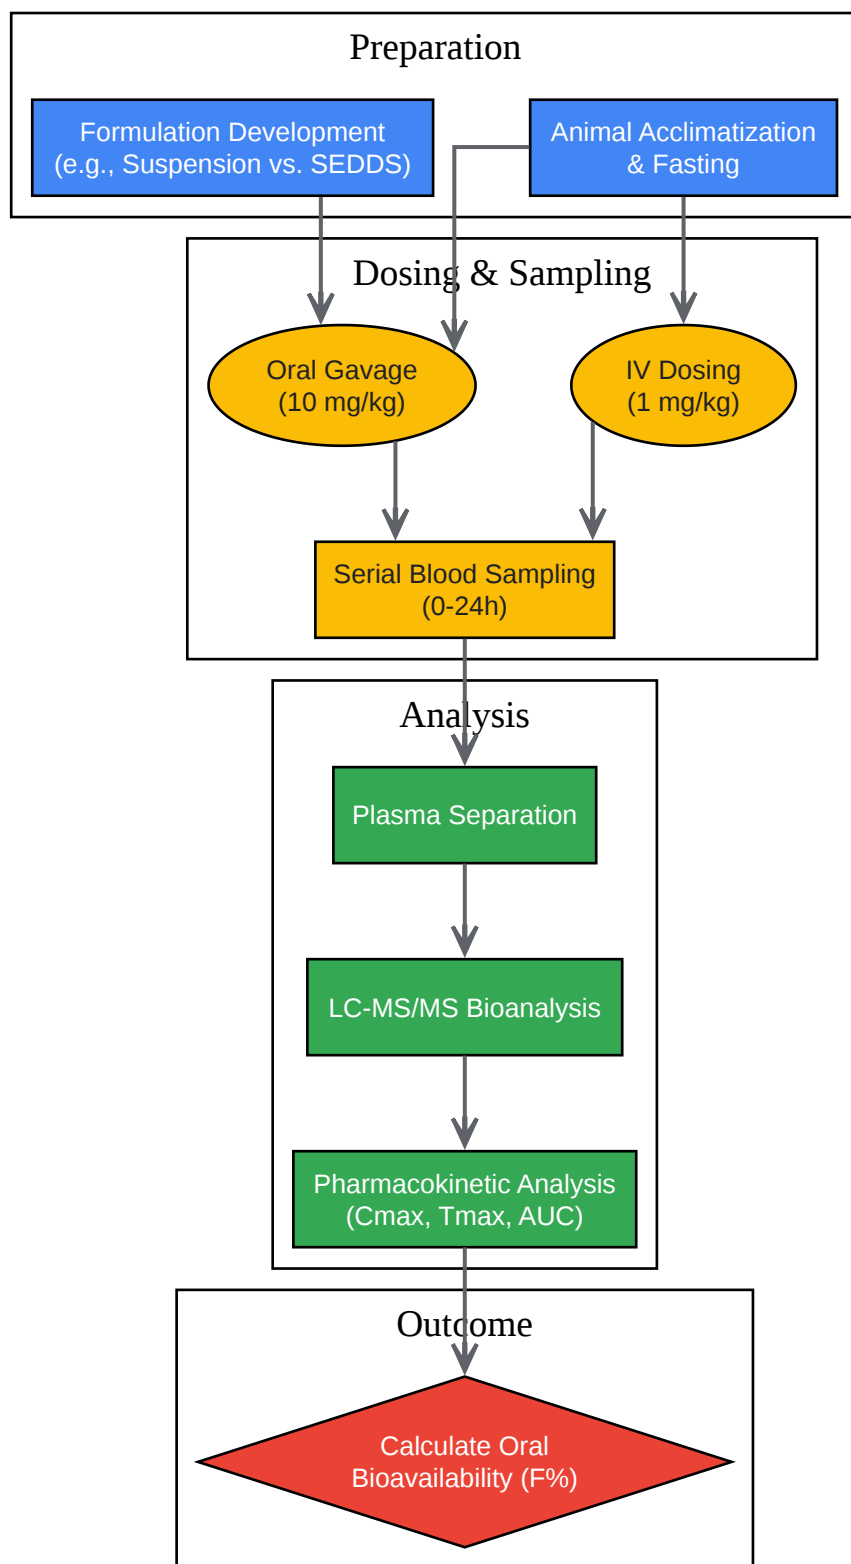 Preparation
Formulation Development
(e.g., Suspension vs. SEDDS)
Animal Acclimatization
& Fasting
Dosing & Sampling
Oral Gavage
(10 mg/kg)
IV Dosing
(1 mg/kg)
Serial Blood Sampling
(0-24h)
Analysis
Plasma Separation
LC-MS/MS Bioanalysis
Pharmacokinetic Analysis
(Cmax, Tmax, AUC)
Outcome
Calculate Oral
Bioavailability (F%)